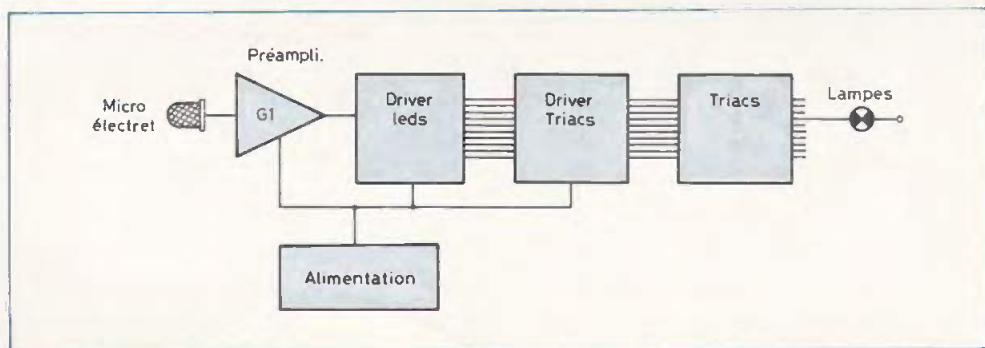 Préampli.
Micro
électret
G1
Driver
leds
Driver
Triacs
Triacs
Lampes
Alimentation